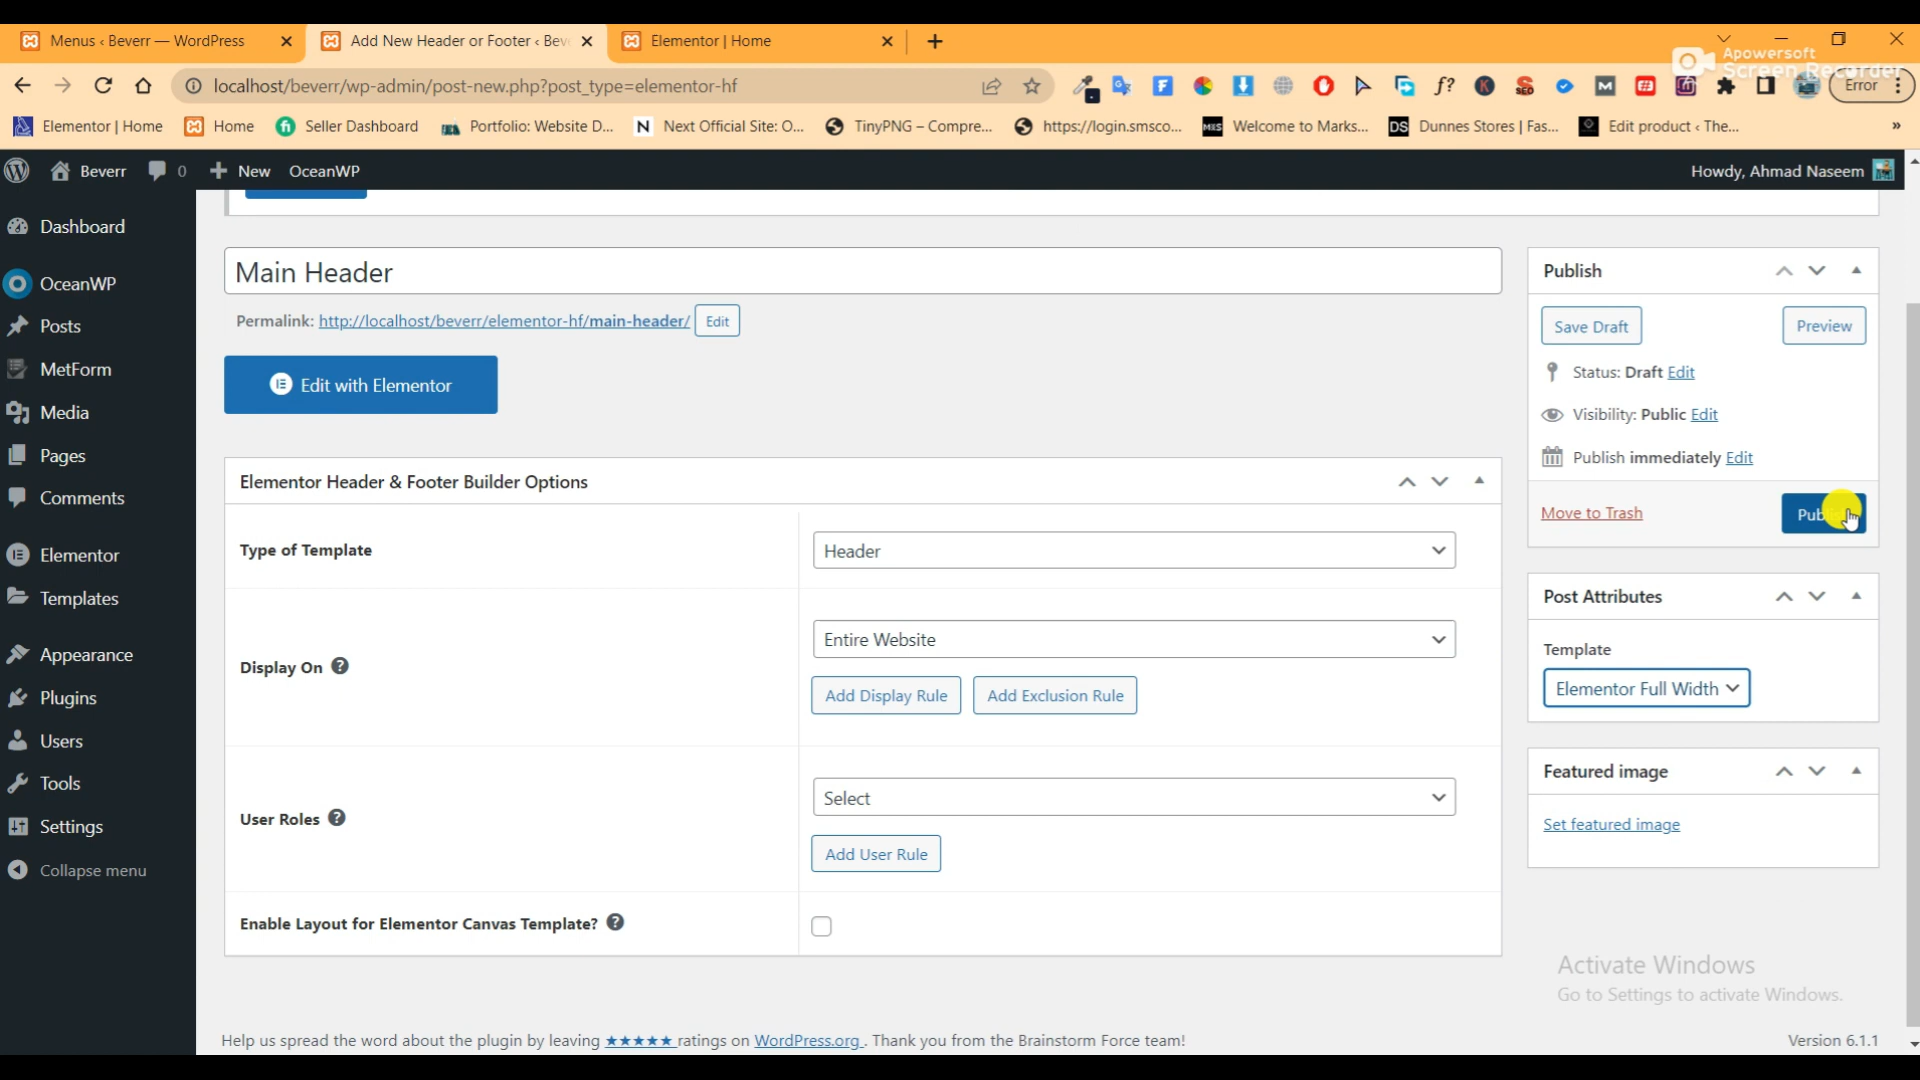 Menus ‹ Beverr — WordPress
Add New Header or Footer ‹ Bev
Elementor | Home
Apowersoft
Screen Recorder
localhost/beverr/wp-admin/post-new.php?post_type=elementor-hf
f?
SEO
Error
Elementor | Home
Home
Seller Dashboard
Portfolio: Website D...
Next Official Site: O...
TinyPNG – Compre...
https://login.smsco...
Welcome to Marks...
DS
Dunnes Stores | Fas...
Edit product ‹ The...
»
Beverr
0
New
OceanWP
Howdy, Ahmad Naseem
Dashboard
OceanWP
Posts
MetForm
Media
Pages
Comments
Elementor
Templates
Appearance
Plugins
Users
Tools
Settings
Collapse menu
Main Header
Permalink: http://localhost/beverr/elementor-hf/main-header/ Edit
Edit with Elementor
Elementor Header & Footer Builder Options
Type of Template
Header
Display On
Entire Website
Add Display Rule
Add Exclusion Rule
User Roles
Select
Add User Rule
Enable Layout for Elementor Canvas Template?
Publish
Save Draft
Preview
Status: Draft Edit
Visibility: Public Edit
Publish immediately Edit
Move to Trash
Post Attributes
Template
Elementor Full Width
Featured image
Set featured image
Activate Windows
Go to Settings to activate Windows.
Help us spread the word about the plugin by leaving ★★★★★ ratings on WordPress.org . Thank you from the Brainstorm Force team!
Version 6.1.1